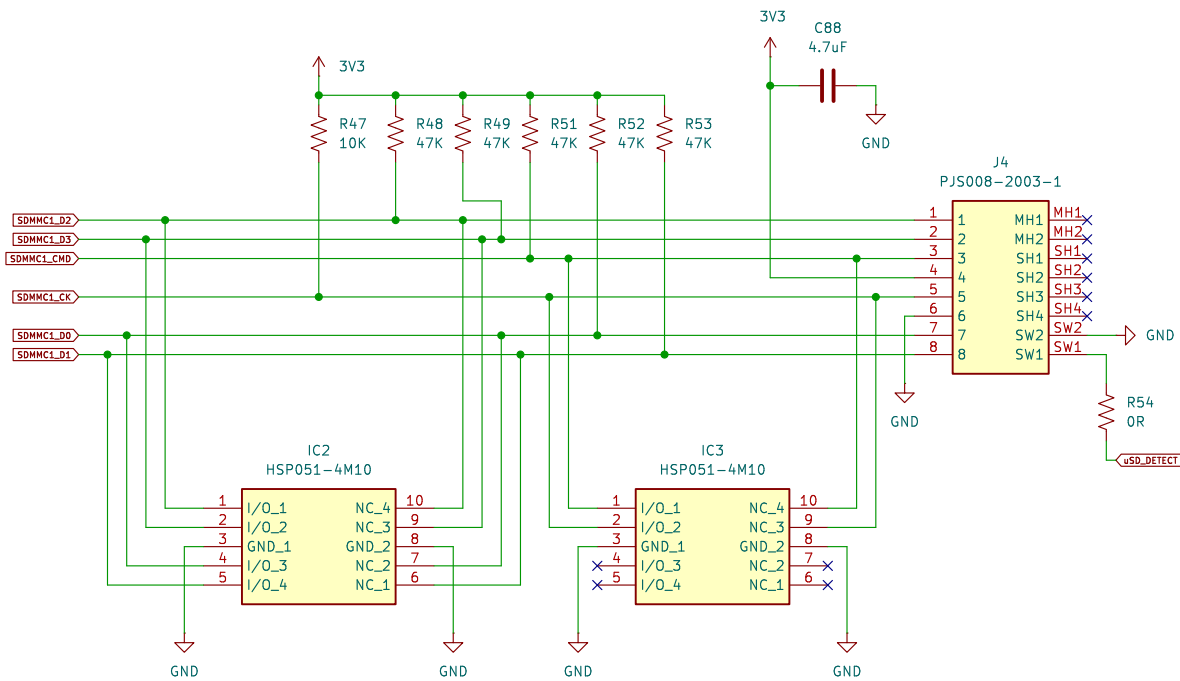 3V3
C88
4.7uF
3V3
R47
10K
R48
47K
R49
47K
R51
47K
R52
47K
R53
47K
GND
J4
PJS008-2003-1
SDMMC1_D2
SDMMC1_D3
SDMMC1_CMD
SDMMC1_CK
SDMMC1_D0
SDMMC1_D1
1 1 MH1 MH1
2 2 MH2 MH2
3 3 SH1 SH1
4 4 SH2 SH2
5 5 SH3 SH3
6 6 SH4 SH4
7 7 SW2 SW2
8 8 SW1 SW1
GND
GND
R54
0R
uSD_DETECT
IC2
HSP051-4M10
1 I/O_1 NC_4 10
2 I/O_2 NC_3 9
3 GND_1 GND_2 8
4 I/O_3 NC_2 7
5 I/O_4 NC_1 6
GND
GND
IC3
HSP051-4M10
1 I/O_1 NC_4 10
2 I/O_2 NC_3 9
3 GND_1 GND_2 8
4 I/O_3 NC_2 7
5 I/O_4 NC_1 6
GND
GND